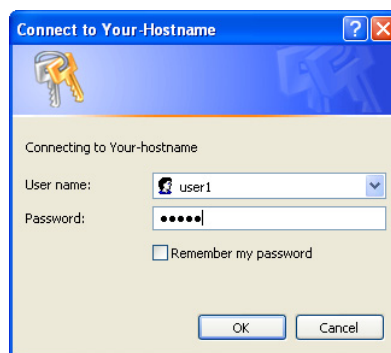 Connect to Your-Hostname
Connecting to Your-hostname
User name: user1
Password: •••••
Remember my password
OK Cancel